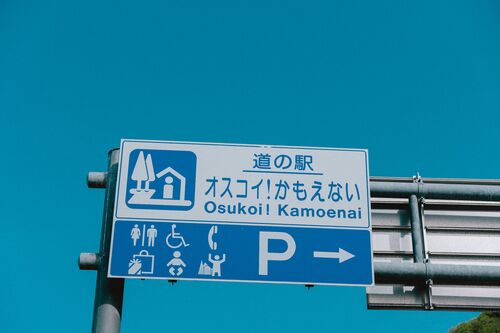 道の駅
オスコイ!かもえない
Osukoi! Kamoenai
P